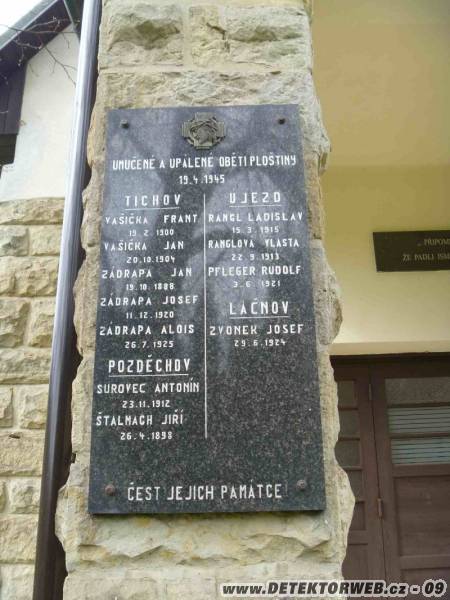 UMUČENÉ A UPÁLENÉ OBĚTI PLOŠTINY
19.4.1945
TICHOV
VAŠIČKA FRANT.
19.2.1900
VAŠIČKA JAN
20.10.1904
ZÁDRAPA JAN
19.10.1888
ZÁDRAPA JOSEF
11.12.1920
ZÁDRAPA ALOIS
26.7.1925
POZDĚCHOV
SUROVEC ANTONÍN
23.11.1912
ŠTALMACH JIŘÍ
26.4.1898
UJEZD
RANGL LADISLAV
15.3.1915
RANGLOVÁ VLASTA
22.9.1913
PFLEGER RUDOLF
3.6.1921
LÁČNOV
ZVONEK JOSEF
29.6.1924
ČEST JEJICH PAMÁTCE
„PŘIPOM
ŽE PADLI JSM
www.DETEKTORWEB.cz - 09